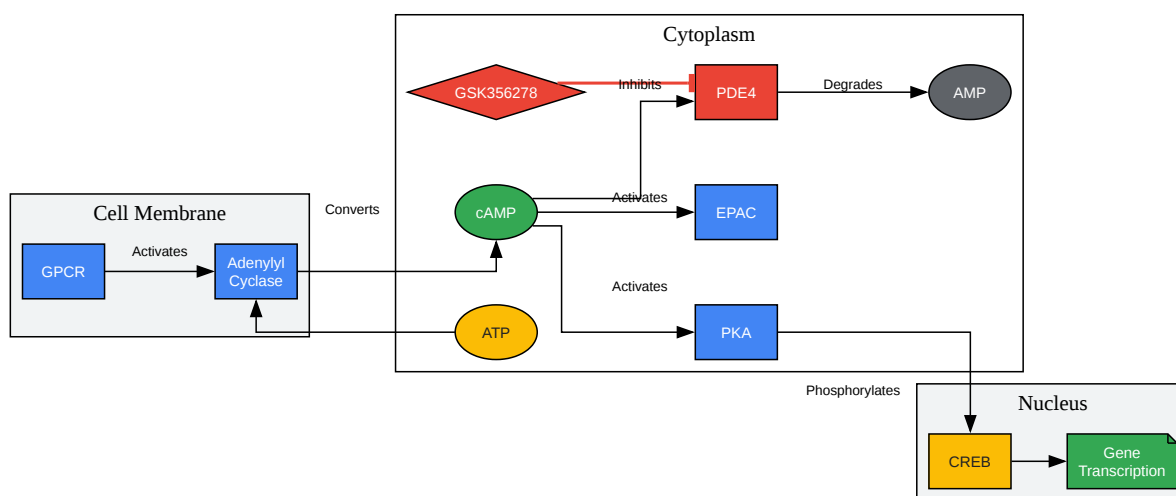 Cytoplasm
GSK356278
Inhibits
PDE4
Degrades
AMP
Cell Membrane
Converts
cAMP
Activates
EPAC
GPCR
Activates
Adenylyl
Cyclase
Activates
ATP
PKA
Phosphorylates
Nucleus
CREB
Gene
Transcription